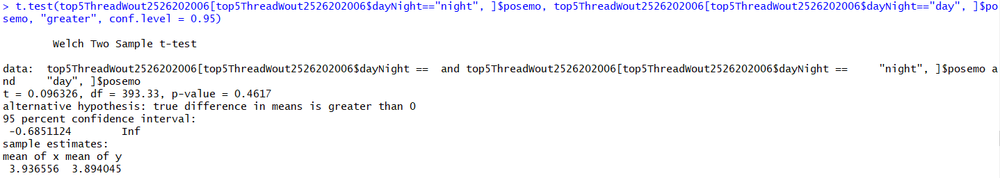 > t.test(top5ThreadWout2526202006[top5ThreadWout2526202006$dayNight=="night", ]$posemo, top5ThreadWout2526202006[top5ThreadWout2526202006$dayNight=="day", ]$po
semo, "greater", conf.level = 0.95)
Welch Two Sample t-test
data:  top5ThreadWout2526202006[top5ThreadWout2526202006$dayNight ==  and top5ThreadWout2526202006[top5ThreadWout2526202006$dayNight ==     "night", ]$posemo a
nd     "day", ]$posemo
t = 0.096326, df = 393.33, p-value = 0.4617
alternative hypothesis: true difference in means is greater than 0
95 percent confidence interval:
-0.6851124       Inf
sample estimates:
mean of x mean of y
3.936556  3.894045